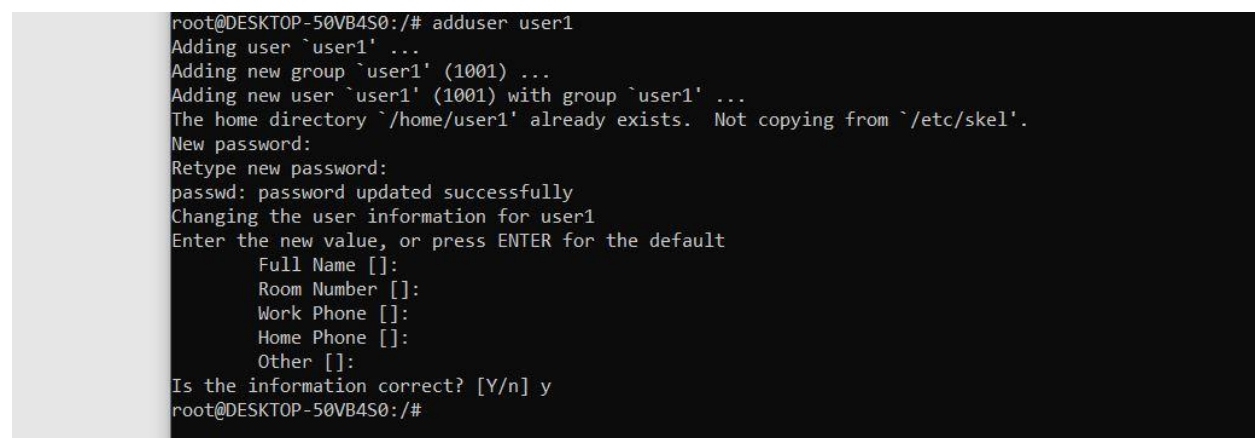 root@DESKTOP-50VB4S0:/# adduser user1
Adding user `user1' ...
Adding new group `user1' (1001) ...
Adding new user `user1' (1001) with group `user1' ...
The home directory `/home/user1' already exists.  Not copying from `/etc/skel'.
New password:
Retype new password:
passwd: password updated successfully
Changing the user information for user1
Enter the new value, or press ENTER for the default
        Full Name []:
        Room Number []:
        Work Phone []:
        Home Phone []:
        Other []:
Is the information correct? [Y/n] y
root@DESKTOP-50VB4S0:/#